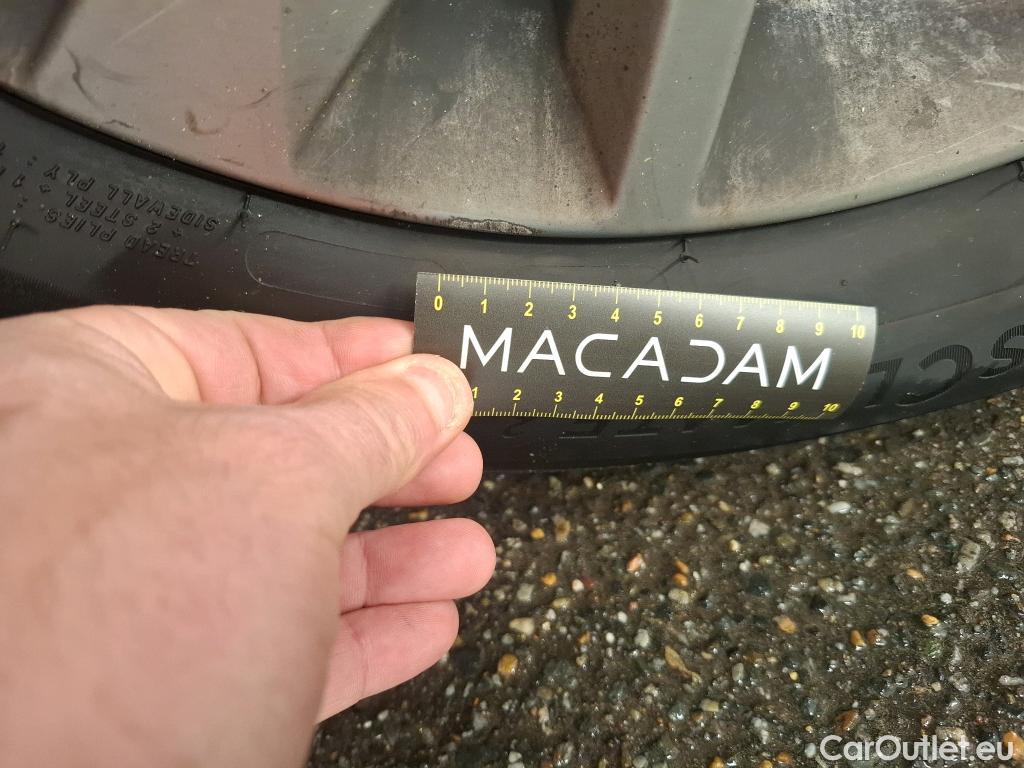 TREAD PLIES :
+ 2 STEEL + 1
SIDEWALL PLY :
0 1 2 3 4 5 6 7 8 9 10
MACADAM
1 2 3 4 5 6 7 8 9 10
CarOutlet.eu